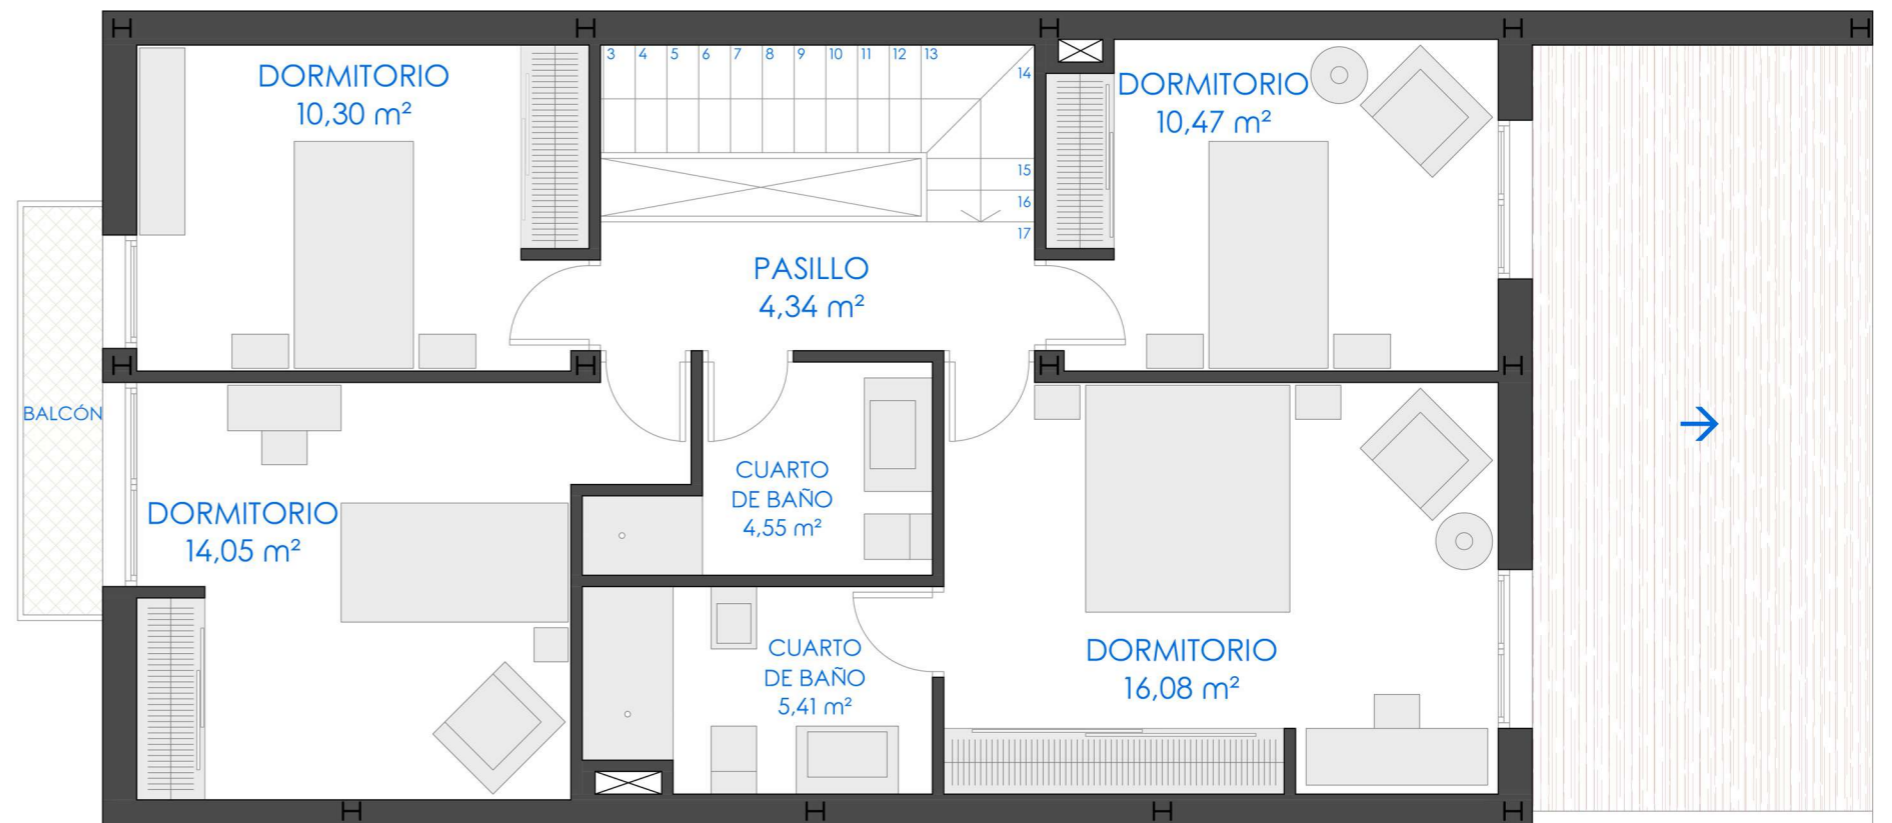 DORMITORIO
10,30 m²
3 4 5 6 7 8 9 10 11 12 13
14
15
16
17
DORMITORIO
10,47 m²
PASILLO
4,34 m²
BALCÓN
DORMITORIO
14,05 m²
CUARTO
DE BAÑO
4,55 m²
CUARTO
DE BAÑO
5,41 m²
DORMITORIO
16,08 m²